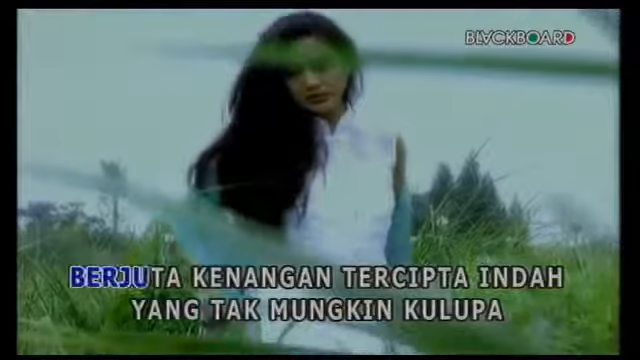 BLACKBOARD
BERJUTA KENANGAN TERCIPTA INDAH
YANG TAK MUNGKIN KULUPA